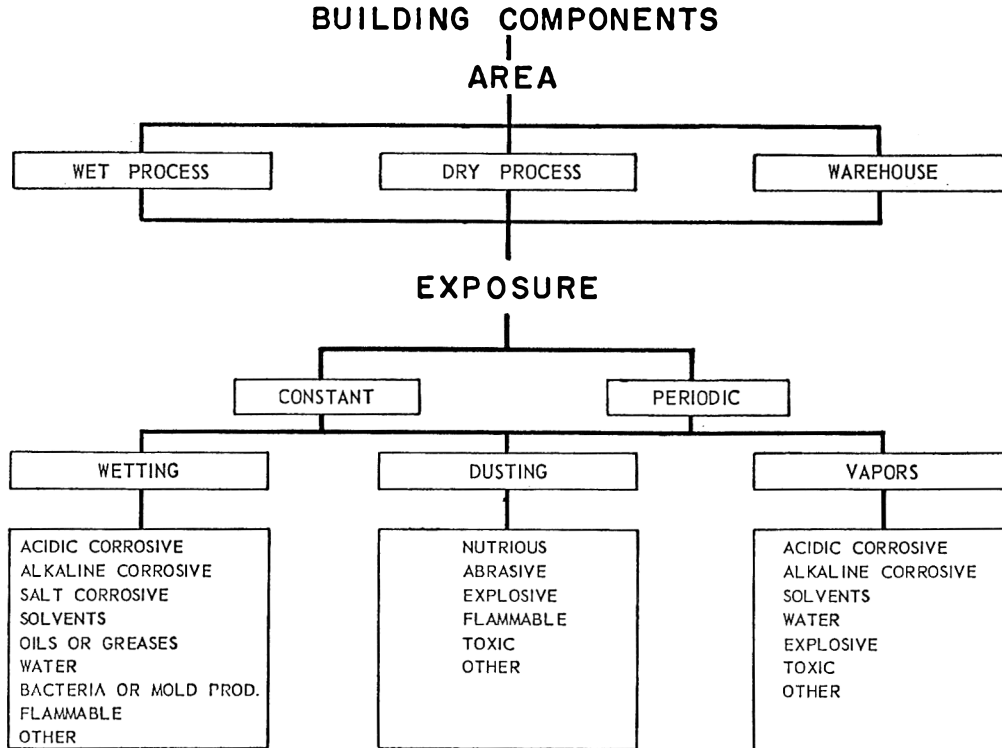 BUILDING COMPONENTS
AREA
WET PROCESS
DRY PROCESS
WAREHOUSE
EXPOSURE
CONSTANT
PERIODIC
WETTING
DUSTING
VAPORS
ACIDIC CORROSIVE
ALKALINE CORROSIVE
SALT CORROSIVE
SOLVENTS
OILS OR GREASES
WATER
BACTERIA OR MOLD PROD.
FLAMMABLE
OTHER
NUTRIOUS
ABRASIVE
EXPLOSIVE
FLAMMABLE
TOXIC
OTHER
ACIDIC CORROSIVE
ALKALINE CORROSIVE
SOLVENTS
WATER
EXPLOSIVE
TOXIC
OTHER